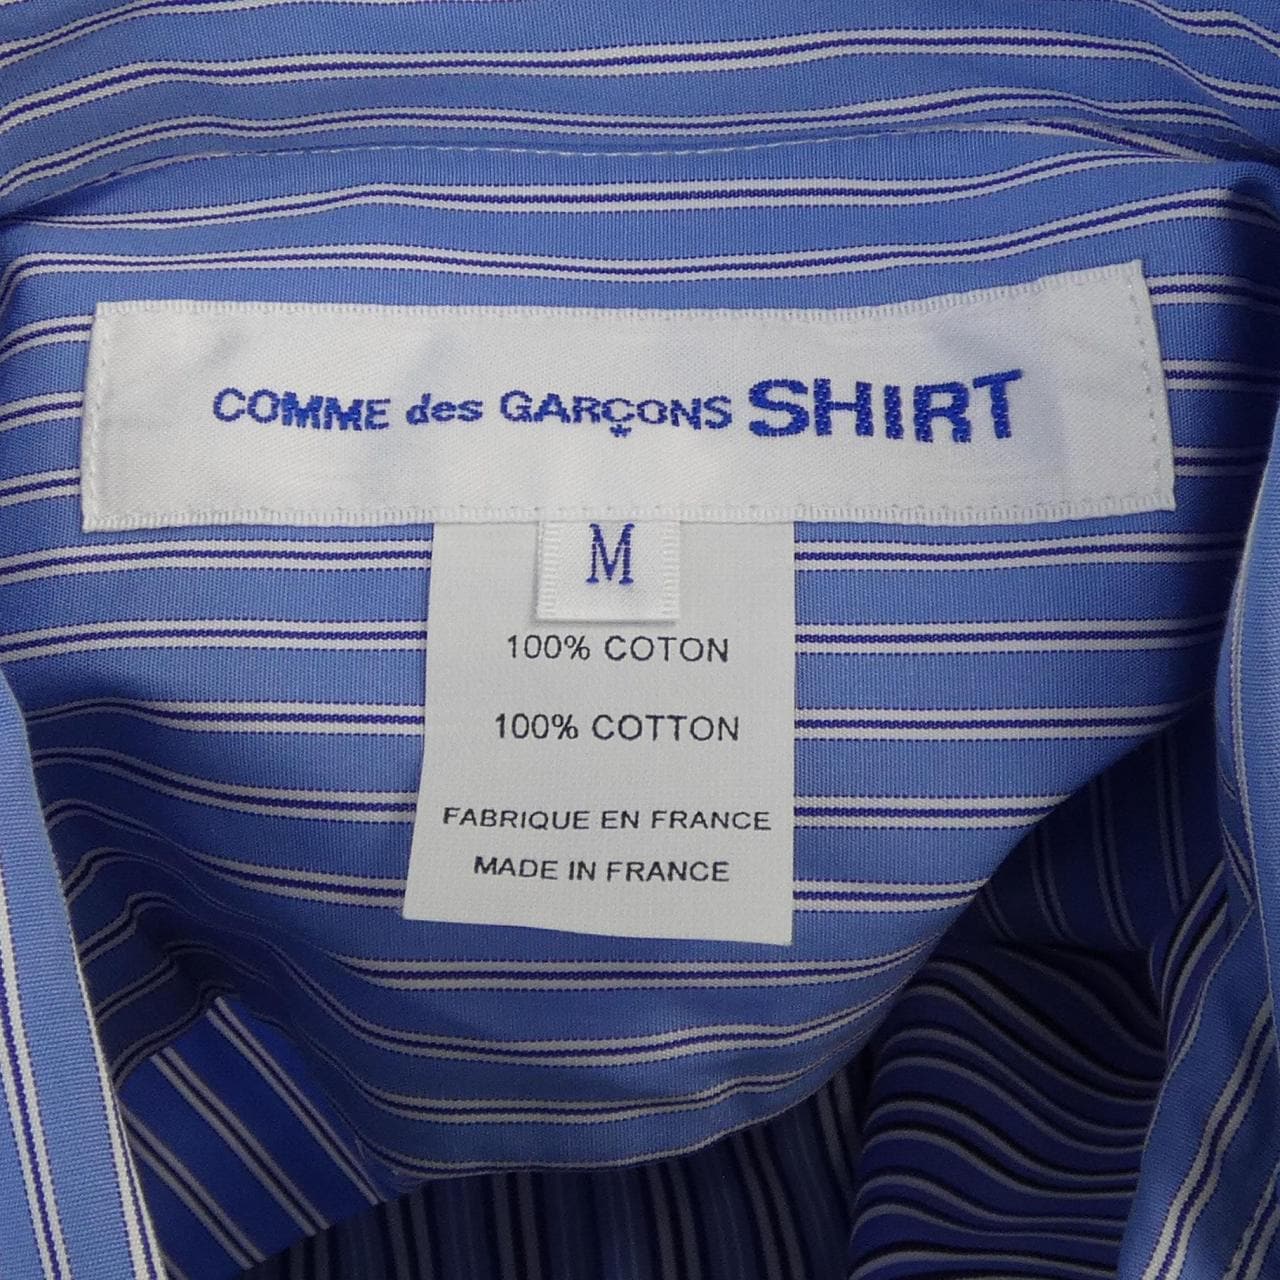 COMME des GARÇONS SHIRT
M
100% COTON
100% COTTON
FABRIQUE EN FRANCE
MADE IN FRANCE